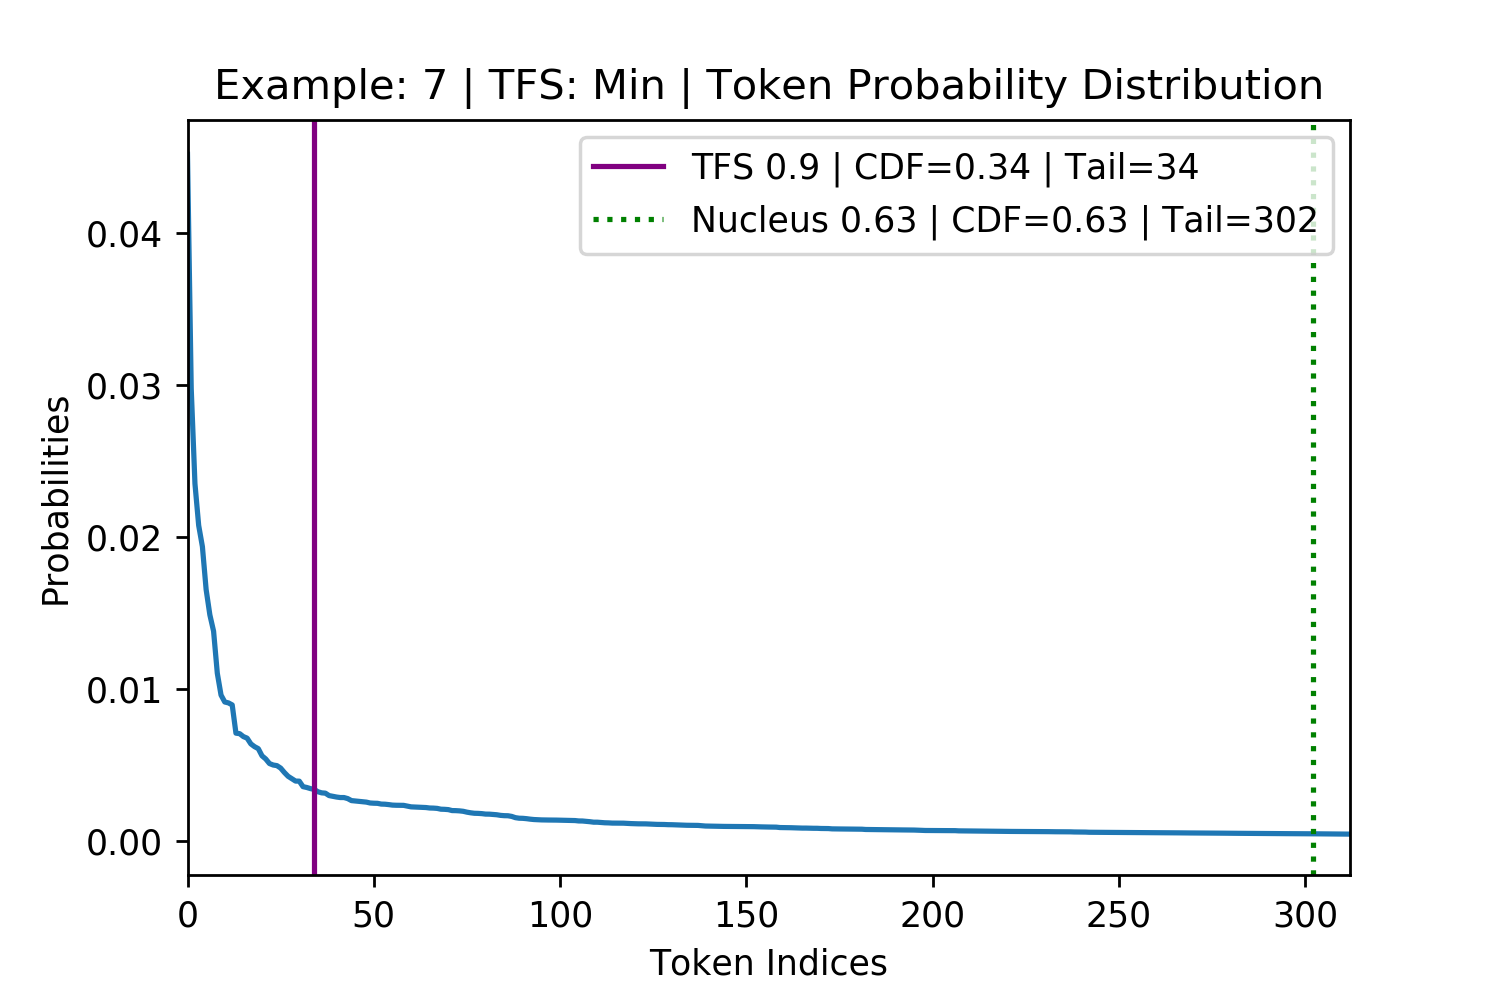 Example: 7 | TFS: Min | Token Probability Distribution
TFS 0.9 | CDF=0.34 | Tail=34
Nucleus 0.63 | CDF=0.63 | Tail=302
Probabilities
0.04
0.03
0.02
0.01
0.00
0 50 100 150 200 250 300
Token Indices